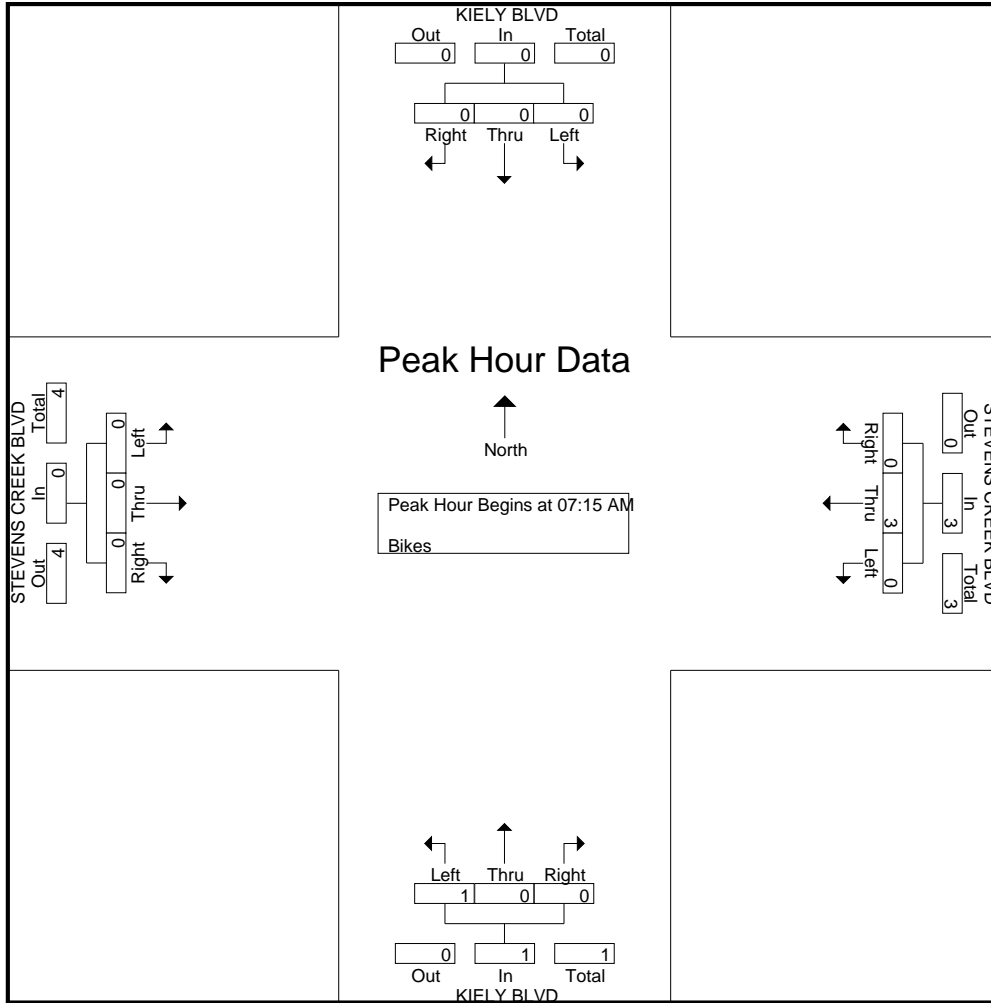 KIELY BLVD
Out In Total
0 0 0
0 0 0
Right Thru Left
Peak Hour Data
North
Peak Hour Begins at 07:15 AM
Bikes
STEVENS CREEK BLVD
Out In Total
4 0 4
Right Thru Left
0 0 0
STEVENS CREEK BLVD
Out In Total
0 3 3
Right Thru Left
0 3 0
Left Thru Right
1 0 0
0 1 1
Out In Total
KIELY BLVD